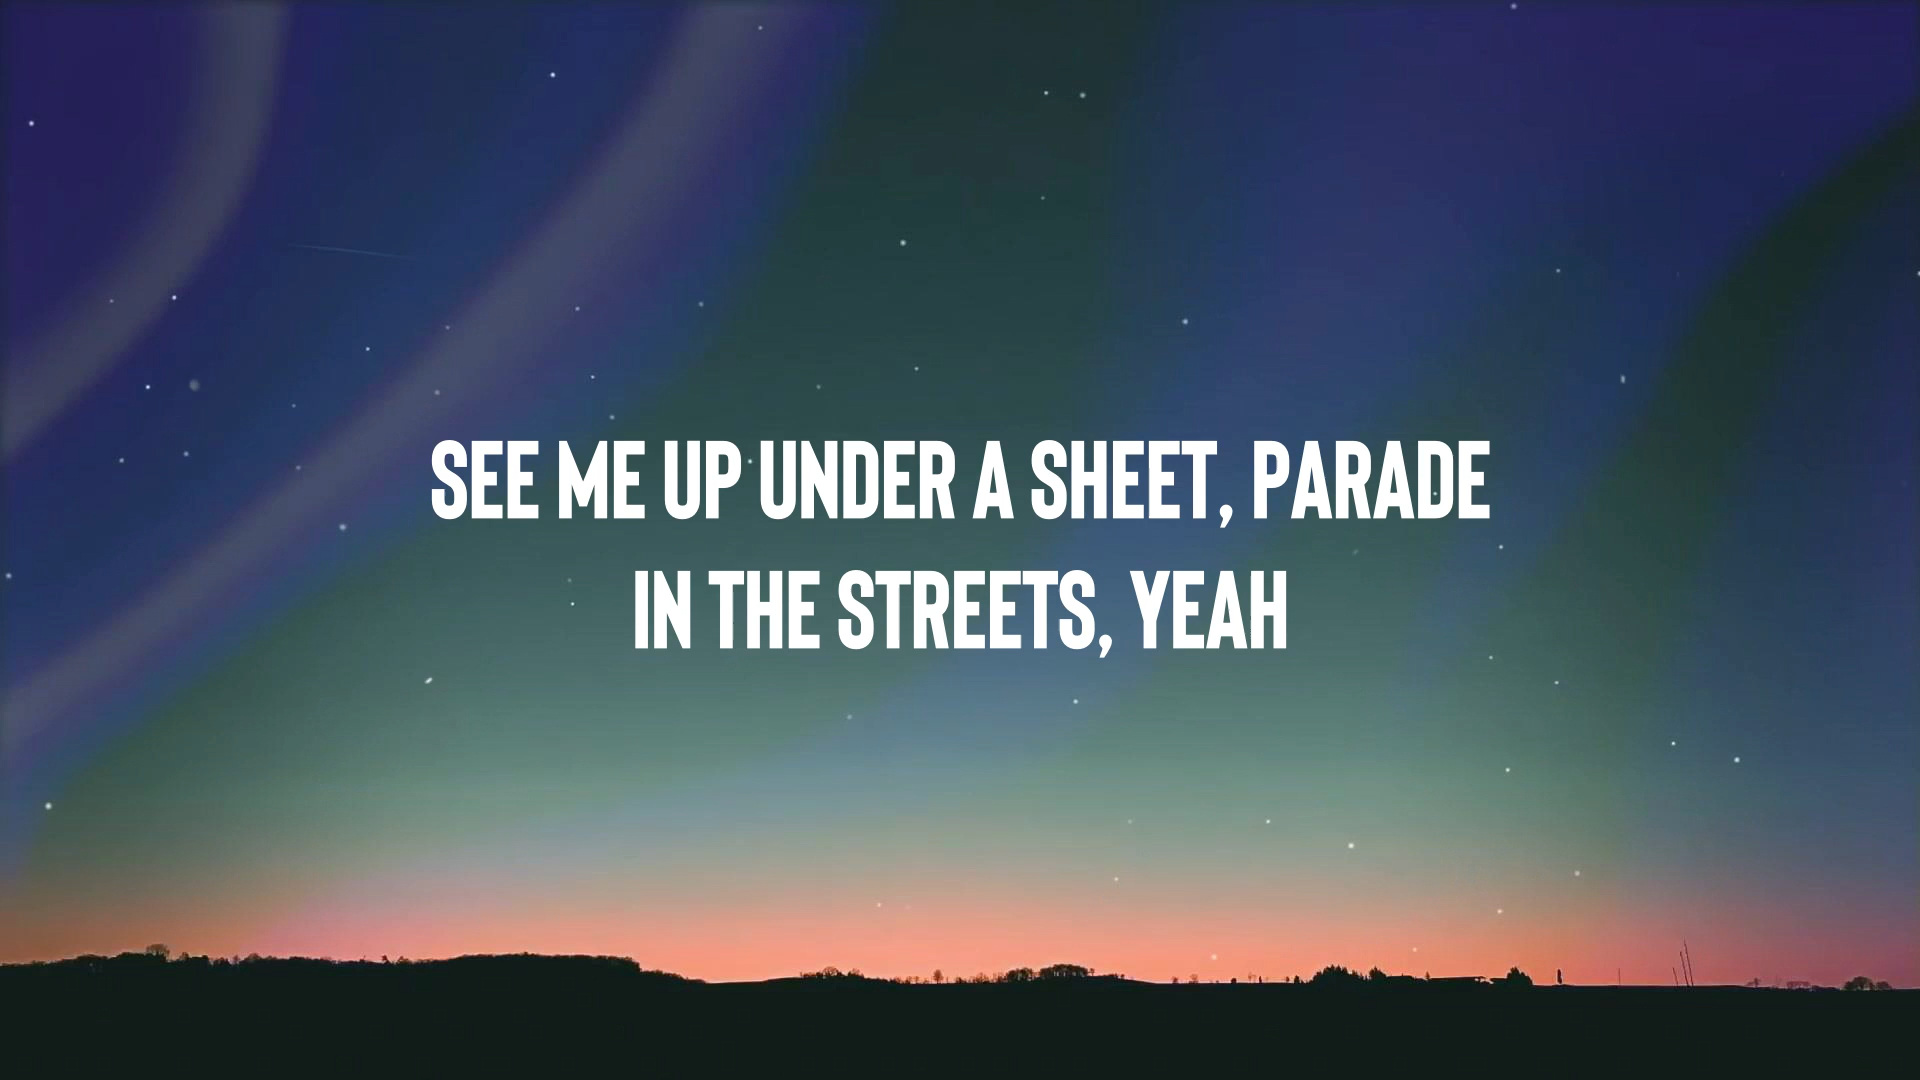 SEE ME UP UNDER A SHEET, PARADE
IN THE STREETS, YEAH